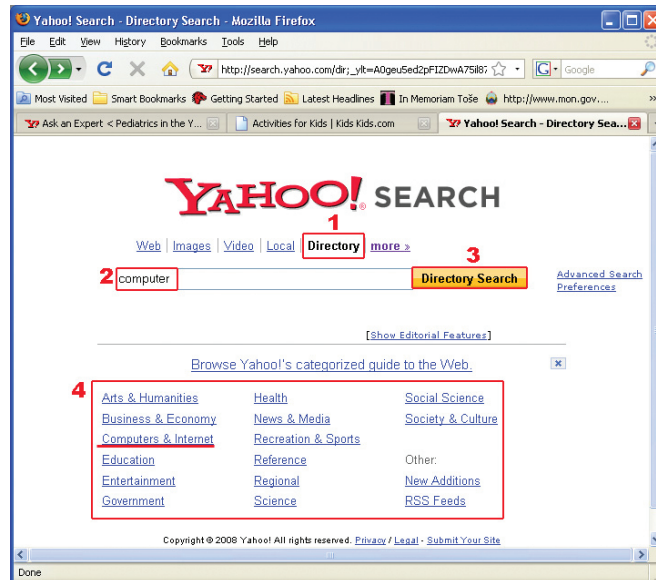 Yahoo! Search - Directory Search - Mozilla Firefox
File Edit View History Bookmarks Tools Help
http://search.yahoo.com/dir;_ylt=A0geu5ed2pFIZDwA75il87 G Google
Most Visited Smart Bookmarks Getting Started Latest Headlines In Memoriam Toše http://www.mon.gov.... »
Ask an Expert < Pediatrics in the Y... Activities for Kids | Kids Kids.com Yahoo! Search - Directory Sea...
YAHOO! SEARCH
1
Web | Images | Video | Local | Directory more »
3
2 computer Directory Search
Advanced Search
Preferences
[Show Editorial Features]
Browse Yahoo!'s categorized guide to the Web.
4
Arts & Humanities Health Social Science
Business & Economy News & Media Society & Culture
Computers & Internet Recreation & Sports
Education Reference Other:
Entertainment Regional New Additions
Government Science RSS Feeds
Copyright © 2008 Yahoo! All rights reserved. Privacy / Legal - Submit Your Site
Done